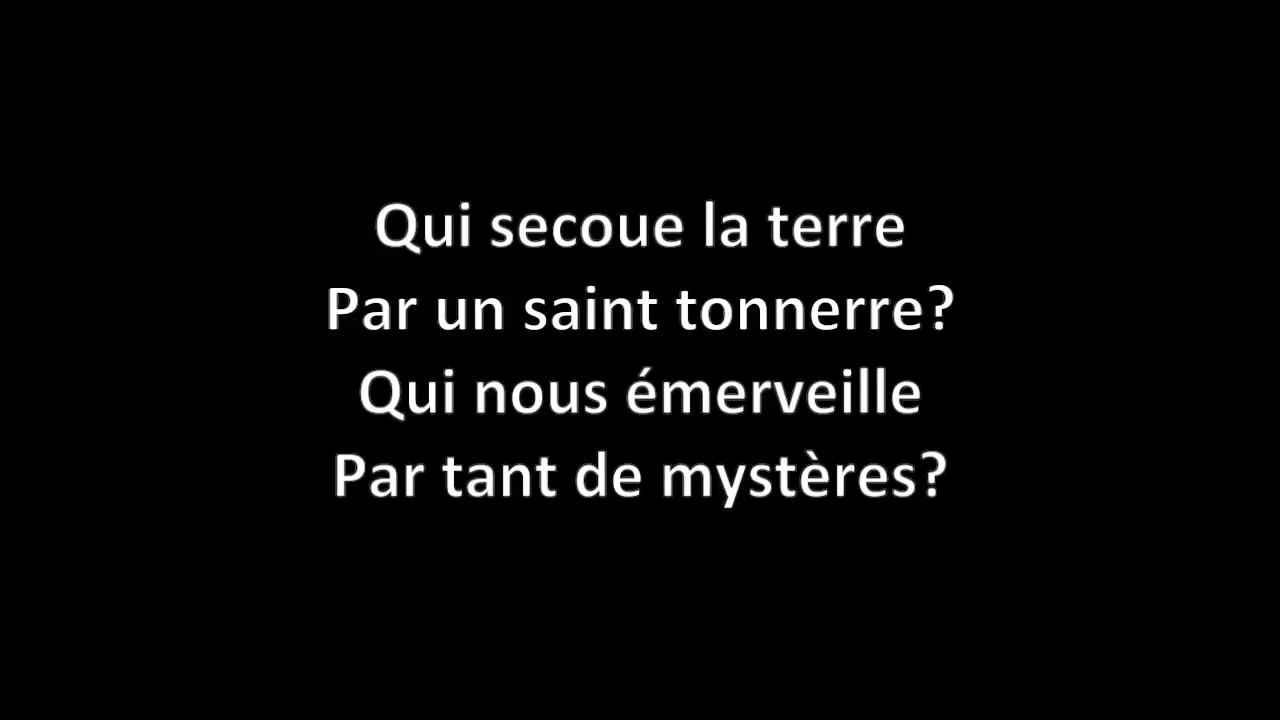 Qui secoue la terre
Par un saint tonnerre?
Qui nous émerveille
Par tant de mystères?